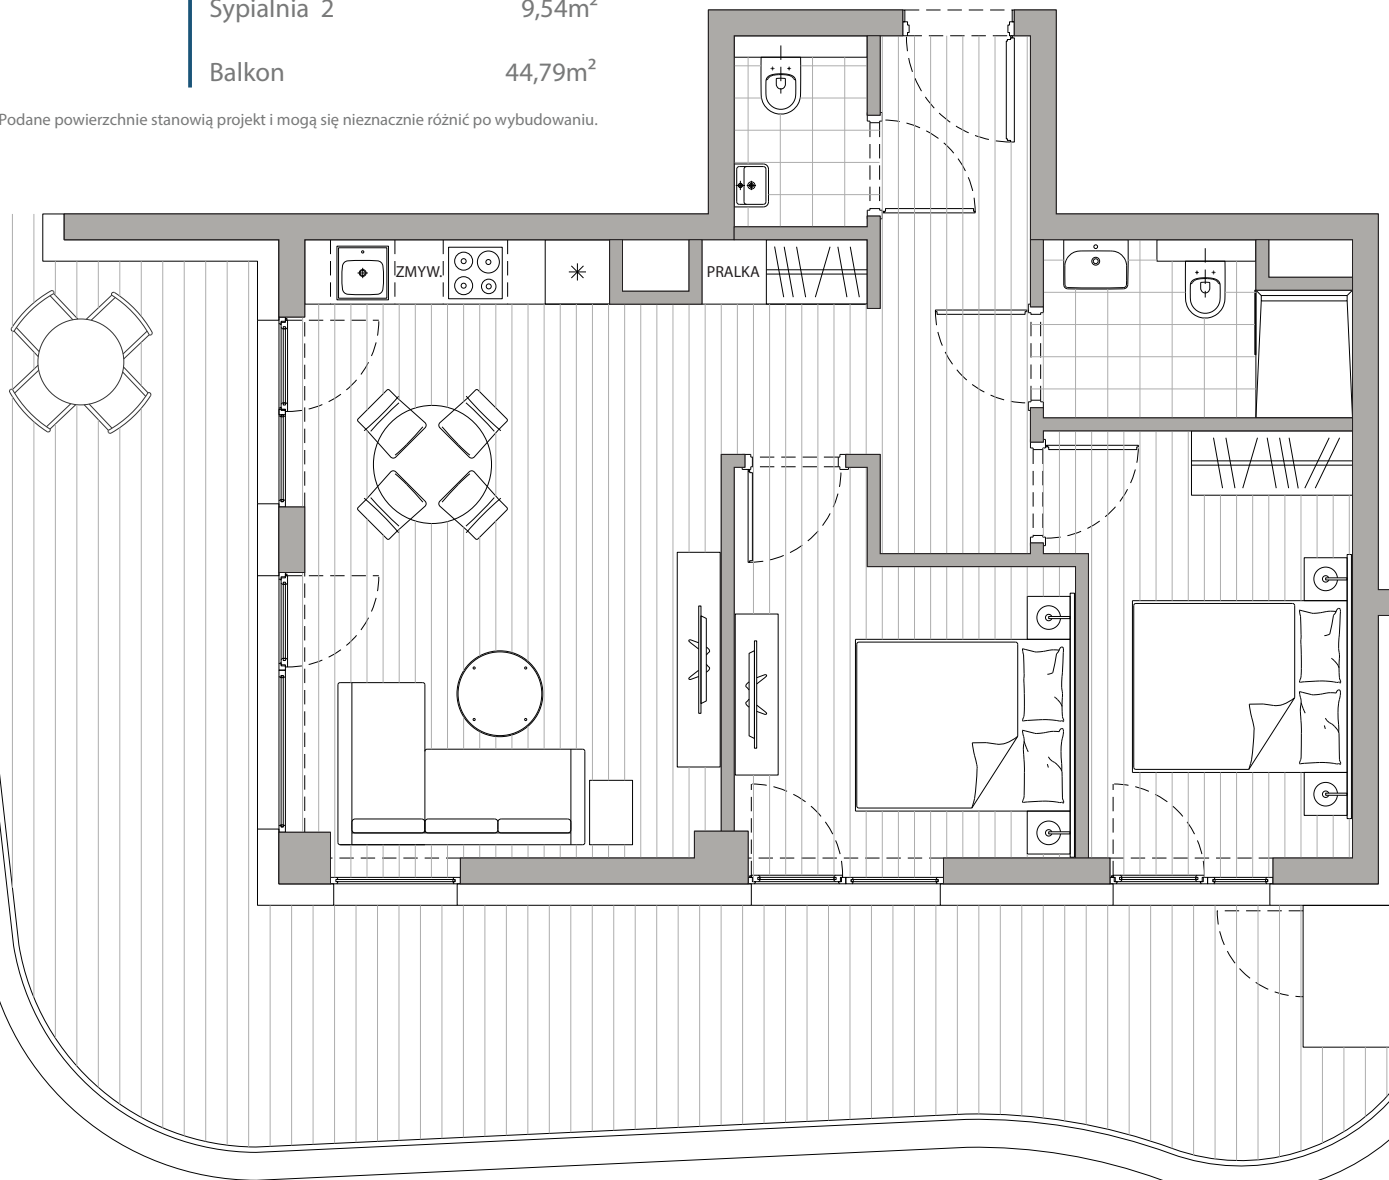 Sypialnia 2 9,54m²
Balkon 44,79m²
Podane powierzchnie stanowią projekt i mogą się nieznacznie różnić po wybudowaniu.
ZMYW.
PRALKA